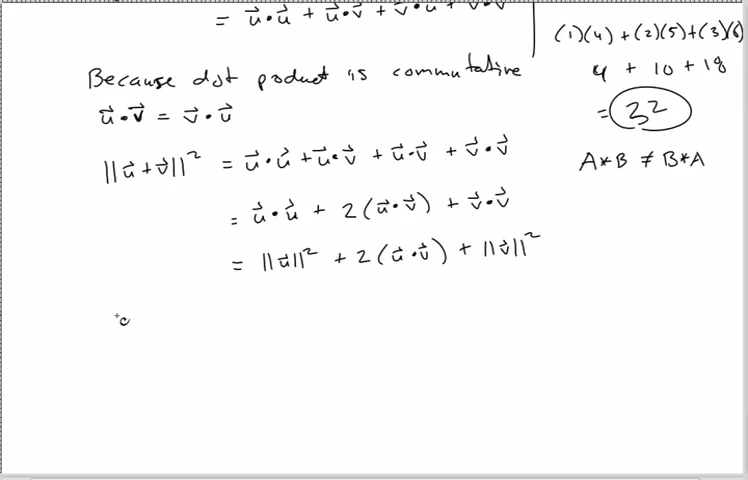 = u⃗·u⃗ + u⃗·v⃗ + v⃗·u⃗ + v⃗·v⃗
Because dot product is commutative
u⃗·v⃗ = v⃗·u⃗
||u⃗+v⃗||² = u⃗·u⃗ + u⃗·v⃗ + u⃗·v⃗ + v⃗·v⃗
= u⃗·u⃗ + 2(u⃗·v⃗) + v⃗·v⃗
= ||u⃗||² + 2(u⃗·v⃗) + ||v⃗||²
(1)(4) + (2)(5) + (3)(6)
4 + 10 + 18
= 32
A*B ≠ B*A